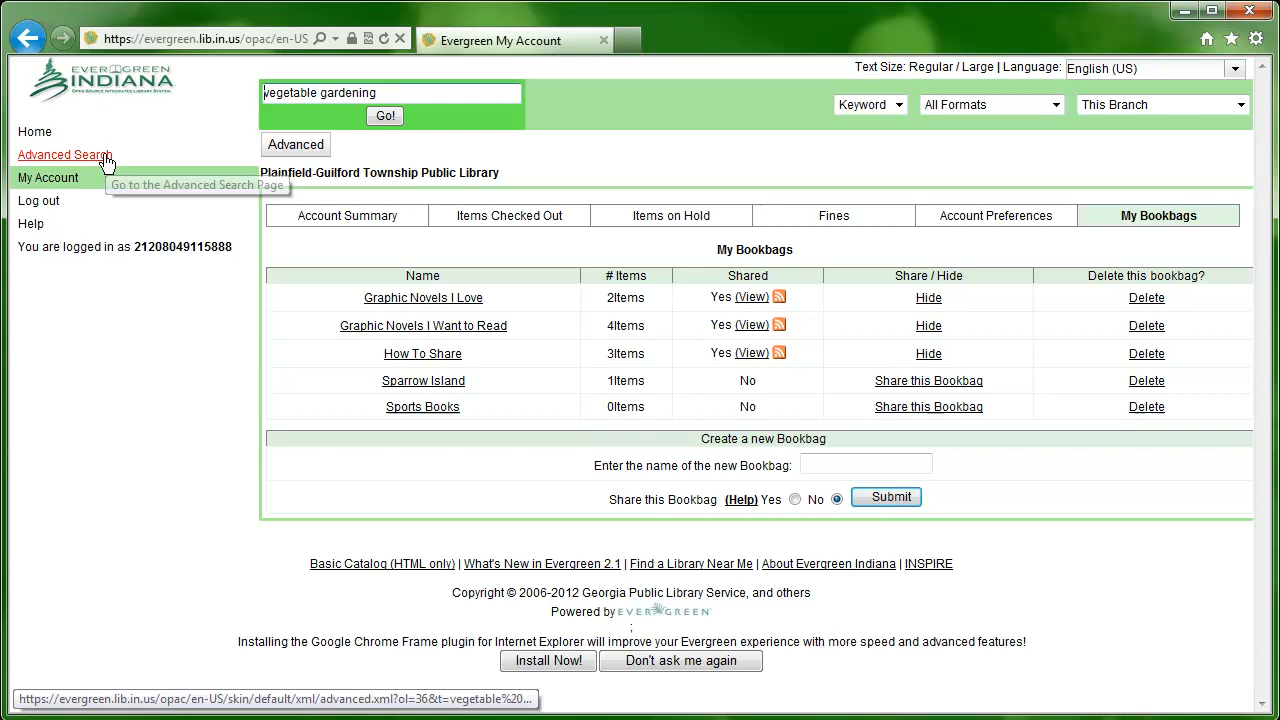 https://evergreen.lib.in.us/opac/en-US
Evergreen My Account
EVERGREEN
INDIANA
OPEN SOURCE INTEGRATED LIBRARY SYSTEM
Text Size: Regular / Large | Language: English (US)
vegetable gardening
Go!
Keyword All Formats This Branch
Advanced
Home
Advanced Search
My Account
Go to the Advanced Search Page
Log out
Help
You are logged in as 21208049115888
Plainfield-Guilford Township Public Library
Account Summary Items Checked Out Items on Hold Fines Account Preferences My Bookbags
My Bookbags
Name # Items Shared Share / Hide Delete this bookbag?
Graphic Novels I Love 2Items Yes (View) Hide Delete
Graphic Novels I Want to Read 4Items Yes (View) Hide Delete
How To Share 3Items Yes (View) Hide Delete
Sparrow Island 1Items No Share this Bookbag Delete
Sports Books 0Items No Share this Bookbag Delete
Create a new Bookbag
Enter the name of the new Bookbag:
Share this Bookbag (Help) Yes No Submit
Basic Catalog (HTML only) | What's New in Evergreen 2.1 | Find a Library Near Me | About Evergreen Indiana | INSPIRE
Copyright © 2006-2012 Georgia Public Library Service, and others
Powered by EVERGREEN
;
Installing the Google Chrome Frame plugin for Internet Explorer will improve your Evergreen experience with more speed and advanced features!
Install Now! Don't ask me again
https://evergreen.lib.in.us/opac/en-US/skin/default/xml/advanced.xml?ol=36&t=vegetable%20...